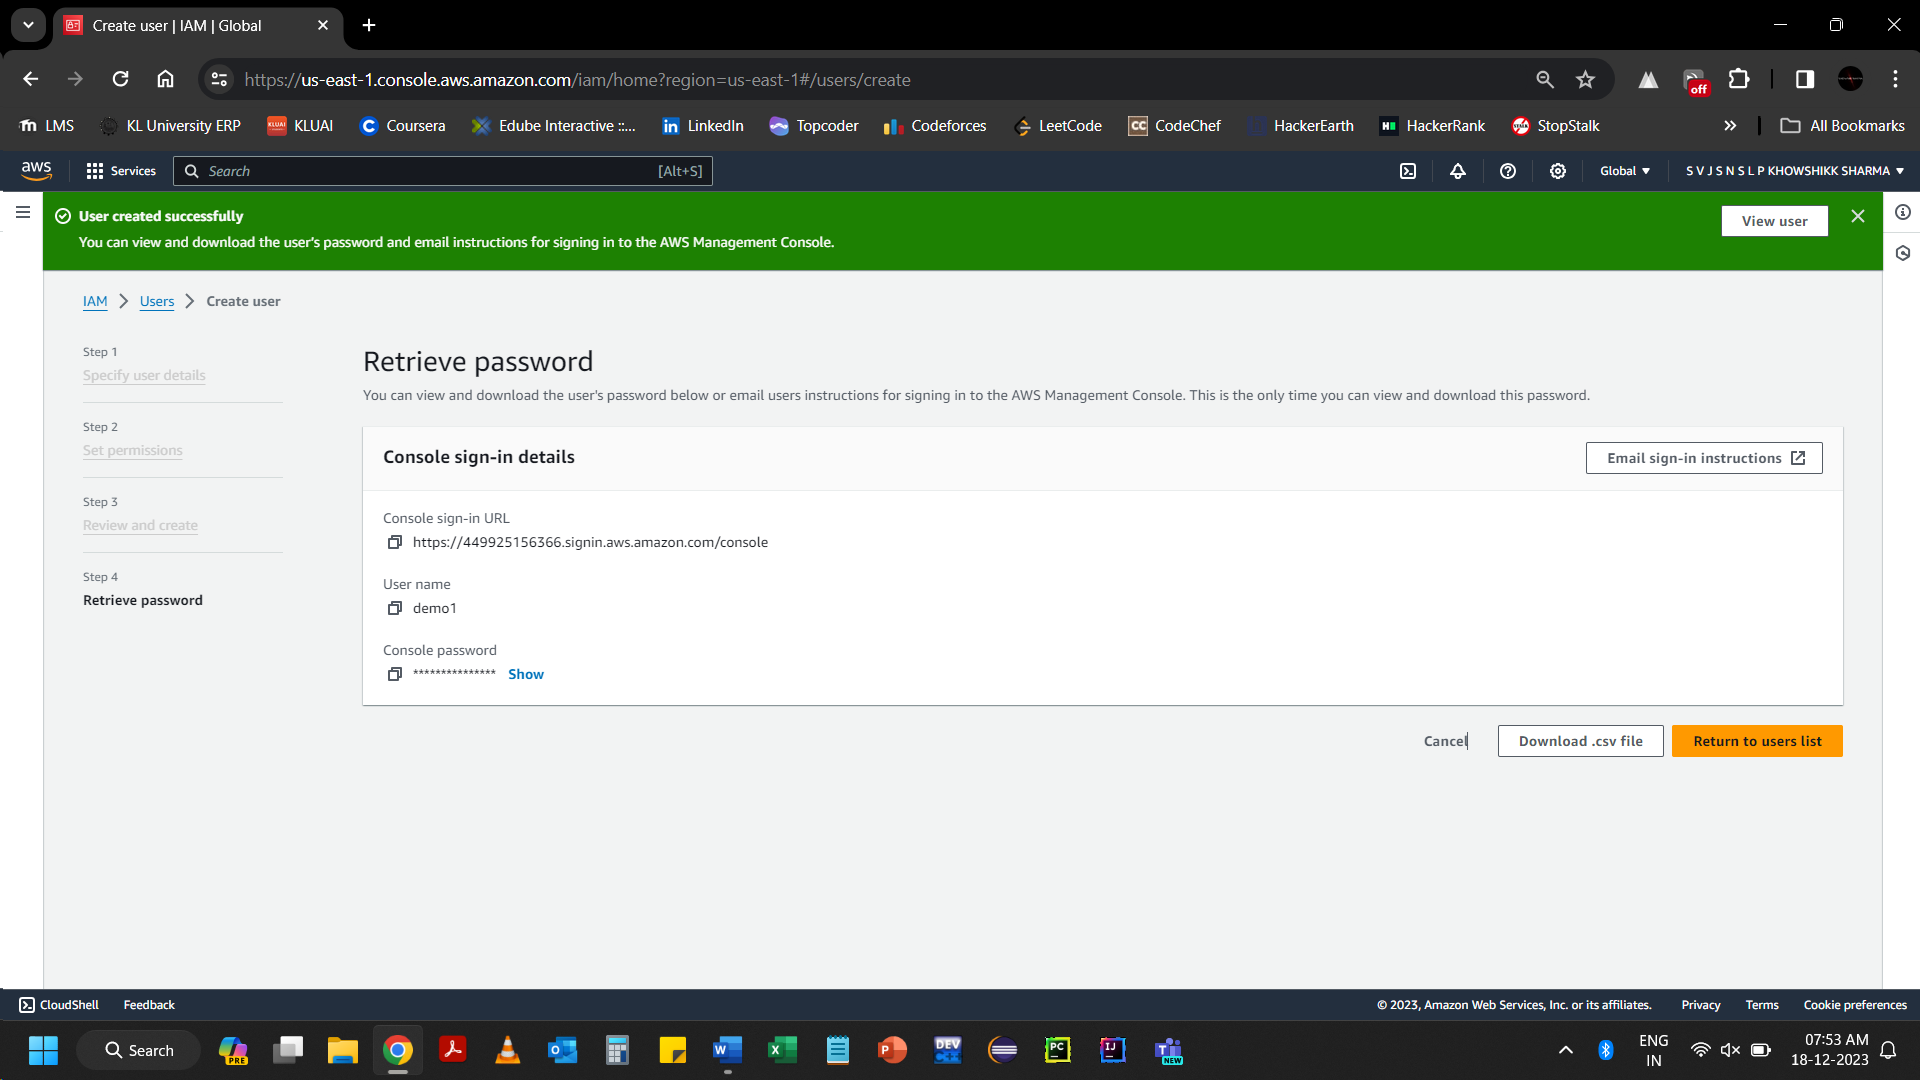 Create user | IAM | Global
https://us-east-1.console.aws.amazon.com/iam/home?region=us-east-1#/users/create
off
LMS
KL University ERP
KLUAI
KLUAI
Coursera
Edube Interactive ::...
in
LinkedIn
Topcoder
Codeforces
LeetCode
CC
CodeChef
HackerEarth
HackerRank
StopStalk
All Bookmarks
aws
Services
Search
[Alt+S]
Global
S V J S N S L P KHOWSHIKK SHARMA
User created successfully
You can view and download the user's password and email instructions for signing in to the AWS Management Console.
View user
IAM
Users
Create user
Step 1
Specify user details
Step 2
Set permissions
Step 3
Review and create
Step 4
Retrieve password
Retrieve password
You can view and download the user's password below or email users instructions for signing in to the AWS Management Console. This is the only time you can view and download this password.
Console sign-in details
Email sign-in instructions
Console sign-in URL
https://449925156366.signin.aws.amazon.com/console
User name
demo1
Console password
*************** Show
Cancel
Download .csv file
Return to users list
CloudShell
Feedback
© 2023, Amazon Web Services, Inc. or its affiliates.
Privacy
Terms
Cookie preferences
Search
PRE
DEV
PC
IJ
NEW
ENG
IN
07:53 AM
18-12-2023